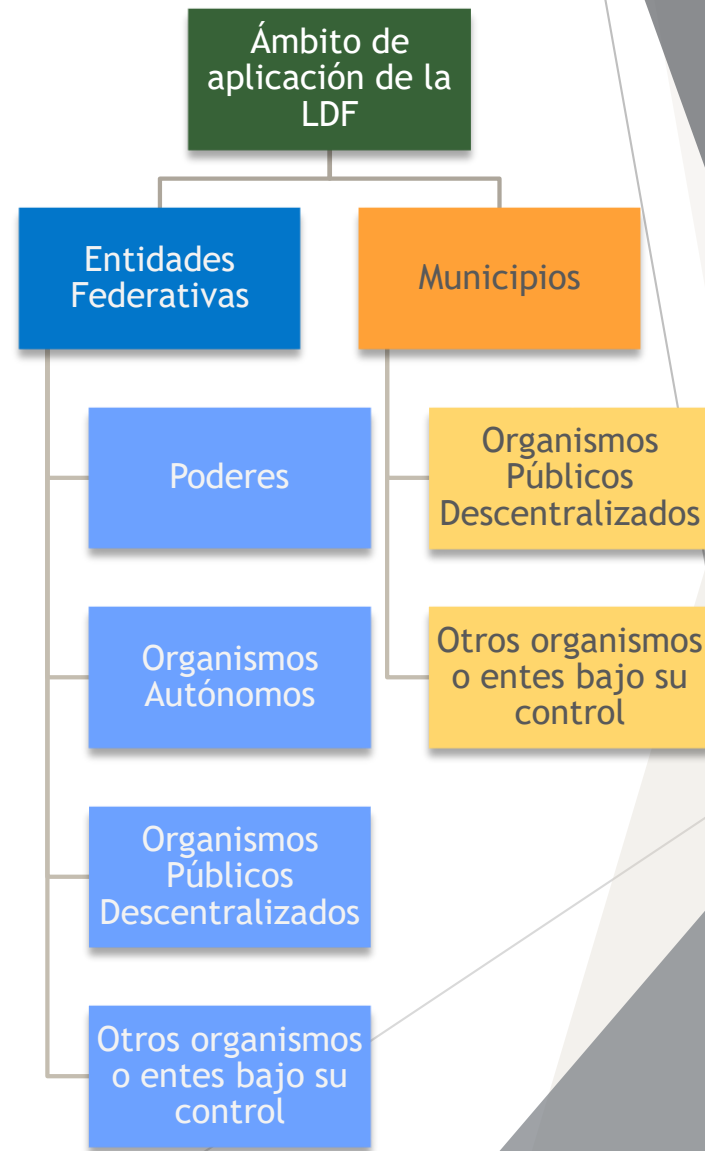 Ámbito de
aplicación de la
LDF
Entidades
Federativas
Municipios
Poderes
Organismos
Autónomos
Organismos
Públicos
Descentralizados
Otros organismos
o entes bajo su
control
Organismos
Públicos
Descentralizados
Otros organismos
o entes bajo su
control